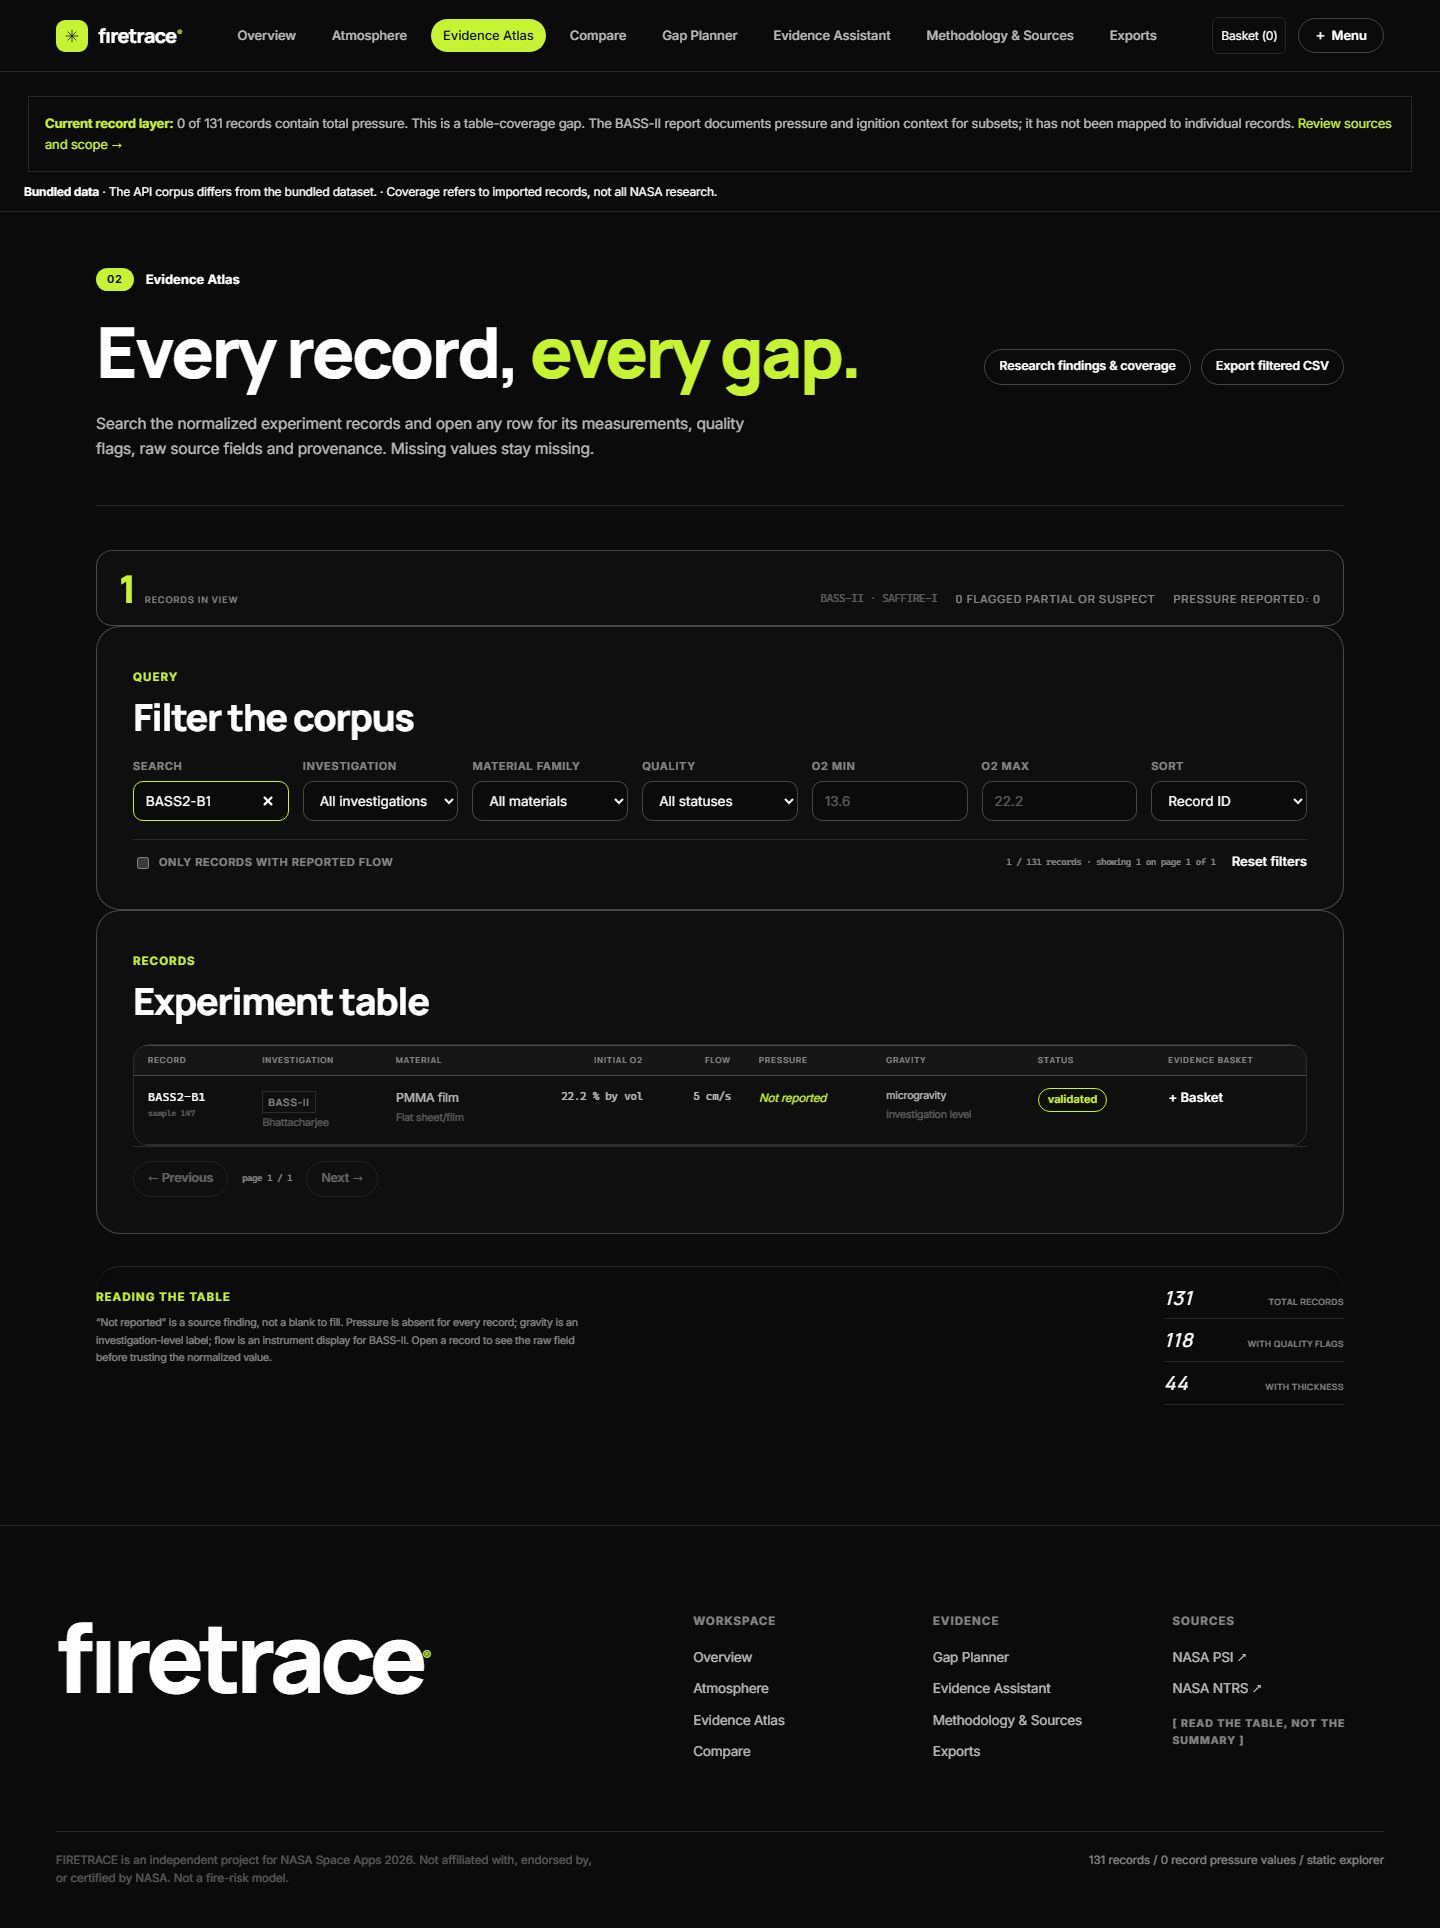 firetrace
Overview
Atmosphere
Evidence Atlas
Compare
Gap Planner
Evidence Assistant
Methodology & Sources
Exports
Basket (0)
+ Menu
Current record layer: 0 of 131 records contain total pressure. This is a table-coverage gap. The BASS-II report documents pressure and ignition context for subsets; it has not been mapped to individual records. Review sources
and scope →
Bundled data · The API corpus differs from the bundled dataset. · Coverage refers to imported records, not all NASA research.
02 Evidence Atlas
Every record, every gap.
Research findings & coverage
Export filtered CSV
Search the normalized experiment records and open any row for its measurements, quality
flags, raw source fields and provenance. Missing values stay missing.
1 RECORDS IN VIEW
BASS-II · SAFFIRE-I
0 FLAGGED PARTIAL OR SUSPECT
PRESSURE REPORTED: 0
QUERY
Filter the corpus
SEARCH
INVESTIGATION
MATERIAL FAMILY
QUALITY
O2 MIN
O2 MAX
SORT
BASS2-B1 ×
All investigations
All materials
All statuses
13.6
22.2
Record ID
ONLY RECORDS WITH REPORTED FLOW
1 / 131 records · showing 1 on page 1 of 1
Reset filters
RECORDS
Experiment table
RECORD
INVESTIGATION
MATERIAL
INITIAL O2
FLOW
PRESSURE
GRAVITY
STATUS
EVIDENCE BASKET
BASS2-B1
sample 147
BASS-II
Bhattacharjee
PMMA film
Flat sheet/film
22.2 % by vol
5 cm/s
Not reported
microgravity
investigation level
validated
+ Basket
← Previous
page 1 / 1
Next →
READING THE TABLE
“Not reported” is a source finding, not a blank to fill. Pressure is absent for every record; gravity is an
investigation-level label; flow is an instrument display for BASS-II. Open a record to see the raw field
before trusting the normalized value.
131 TOTAL RECORDS
118 WITH QUALITY FLAGS
44 WITH THICKNESS
firetrace®
WORKSPACE
Overview
Atmosphere
Evidence Atlas
Compare
EVIDENCE
Gap Planner
Evidence Assistant
Methodology & Sources
Exports
SOURCES
NASA PSI ↗
NASA NTRS ↗
[ READ THE TABLE, NOT THE
SUMMARY ]
FIRETRACE is an independent project for NASA Space Apps 2026. Not affiliated with, endorsed by,
or certified by NASA. Not a fire-risk model.
131 records / 0 record pressure values / static explorer